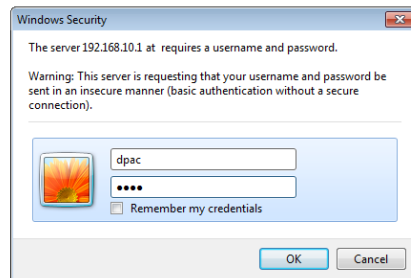 Windows Security
The server 192.168.10.1 at  requires a username and password.
Warning: This server is requesting that your username and password be
sent in an insecure manner (basic authentication without a secure
connection).
dpac
●●●●
Remember my credentials
OK
Cancel